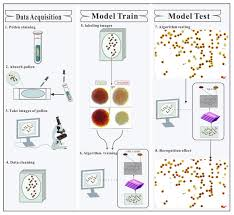 Data Acquisition
1. Pollen staining
2. Absorb pollen
3. Take images of pollen
4. Data cleaning
Model Train
5. labeling images
6. Algorithm training
Model Test
7. Algorithm testing
8. Recognition effect